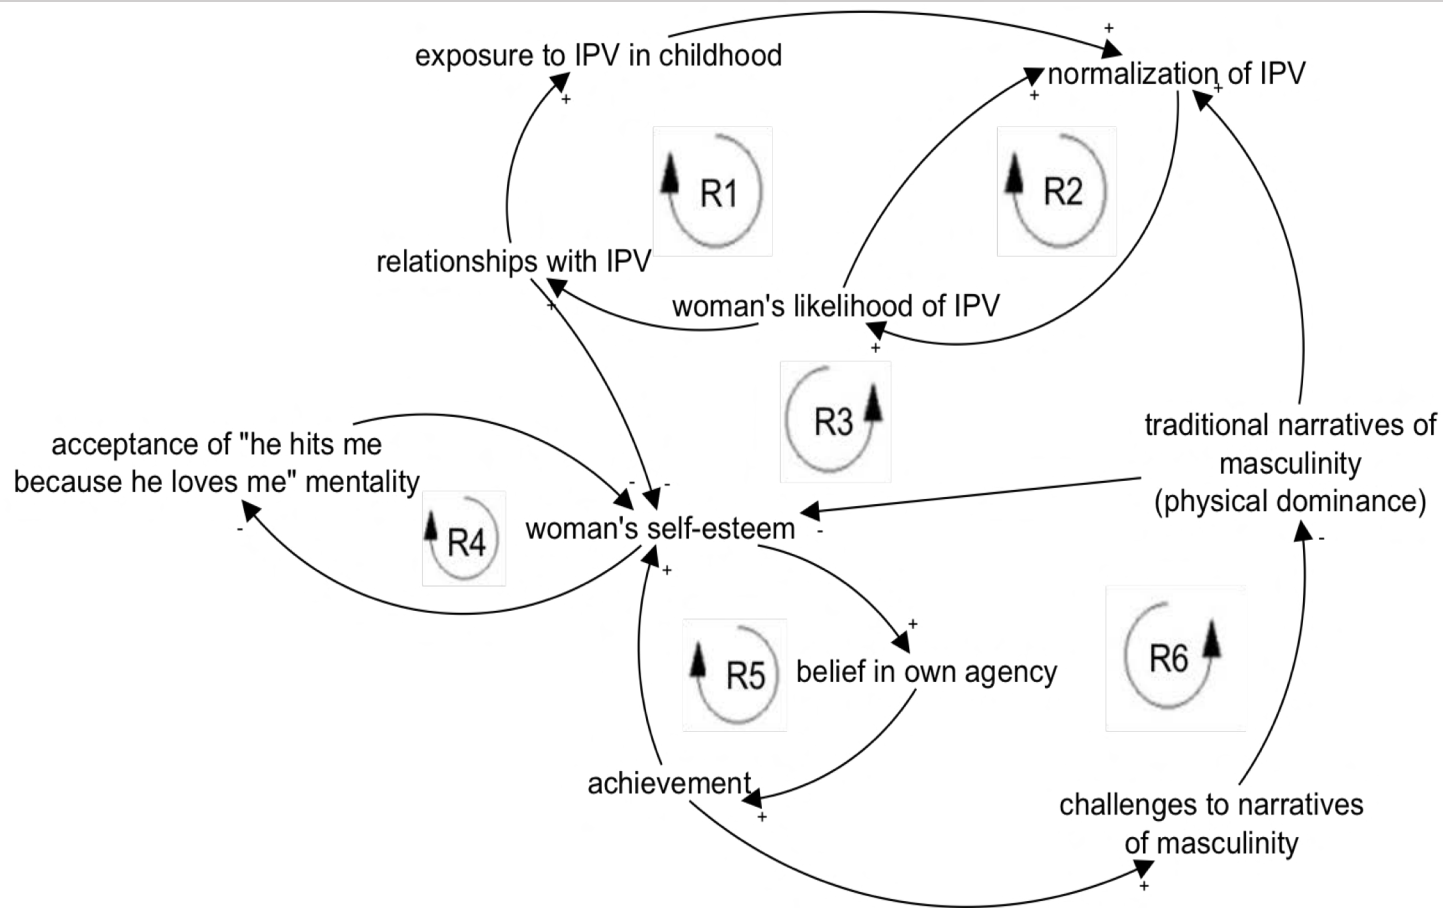 +
exposure to IPV in childhood
normalization of IPV
+
+
+
R1
R2
relationships with IPV
+
woman's likelihood of IPV
+
R3
acceptance of "he hits me
because he loves me" mentality
traditional narratives of
masculinity
(physical dominance)
-
-
-
woman's self-esteem
-
-
R4
+
+
R5
belief in own agency
R6
achievement
+
challenges to narratives
of masculinity
+